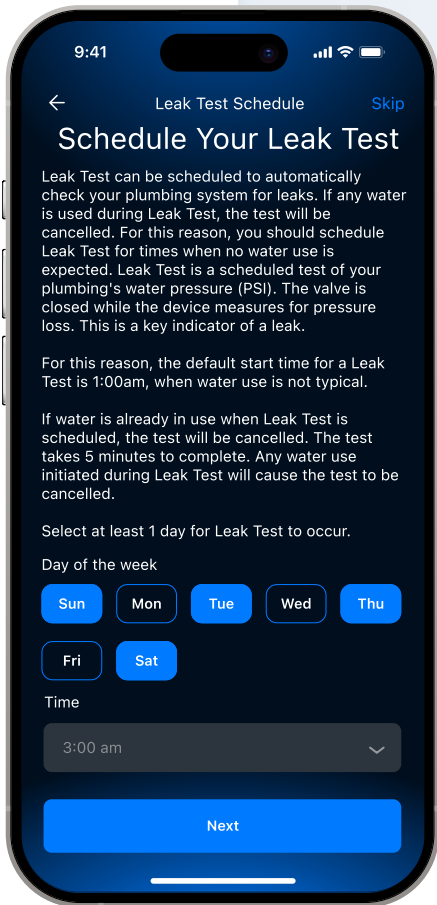 9:41
Leak Test Schedule
Skip
Schedule Your Leak Test
Leak Test can be scheduled to automatically
check your plumbing system for leaks. If any water
is used during Leak Test, the test will be
cancelled. For this reason, you should schedule
Leak Test for times when no water use is
expected. Leak Test is a scheduled test of your
plumbing's water pressure (PSI). The valve is
closed while the device measures for pressure
loss. This is a key indicator of a leak.
For this reason, the default start time for a Leak
Test is 1:00am, when water use is not typical.
If water is already in use when Leak Test is
scheduled, the test will be cancelled. The test
takes 5 minutes to complete. Any water use
initiated during Leak Test will cause the test to be
cancelled.
Select at least 1 day for Leak Test to occur.
Day of the week
Sun Mon Tue Wed Thu
Fri Sat
Time
3:00 am
Next